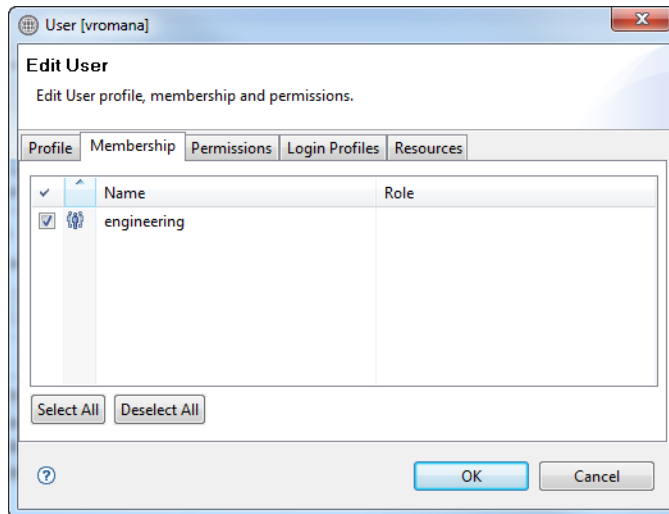 User [vromana]
Edit User
Edit User profile, membership and permissions.
Profile Membership Permissions Login Profiles Resources
Name Role
engineering
Select All Deselect All
OK Cancel